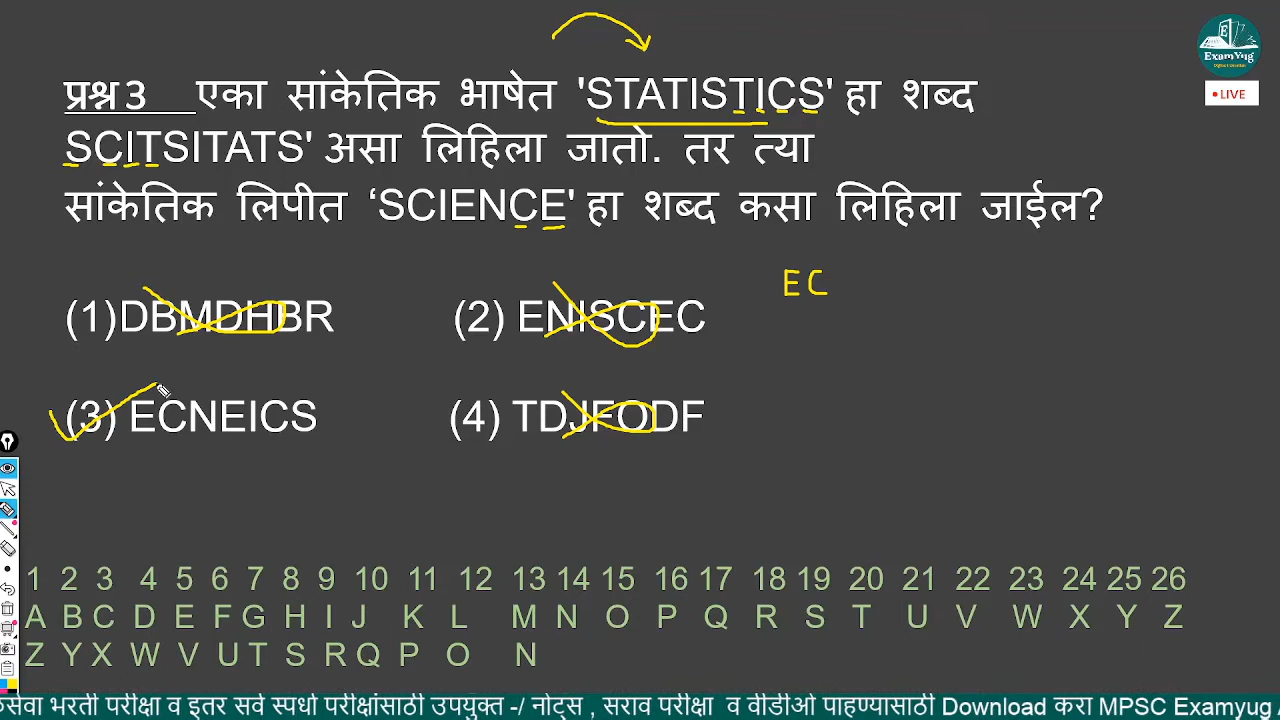 ExamYug
LIVE
प्रश्न 3 एका सांकेतिक भाषेत 'STATISTICS' हा शब्द
SCITSITATS' असा लिहिला जातो. तर त्या
सांकेतिक लिपीत ‘SCIENCE' हा शब्द कसा लिहिला जाईल?
EC
(1)DBMDHBR (2) ENISCEC
(3) ECNEICS (4) TDJFODF
1 2 3 4 5 6 7 8 9 10 11 12 13 14 15 16 17 18 19 20 21 22 23 24 25 26
A B C D E F G H I J K L M N O P Q R S T U V W X Y Z
Z Y X W V U T S R Q P O N
भरती परीक्षा व इतर सर्व स्पर्धा परीक्षांसाठी उपयुक्त -/ नोट्स , सराव परीक्षा व वीडीओ पाहण्यासाठी Download करा MPSC Examyug